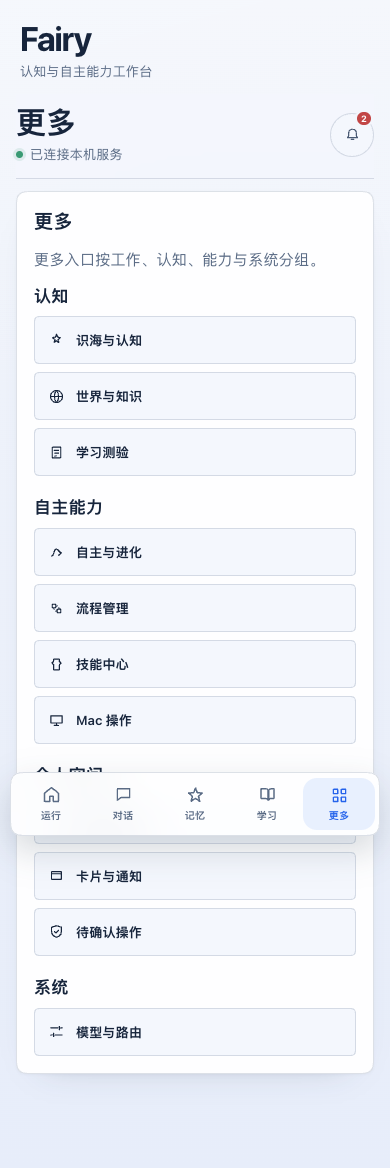 Fairy
认知与自主能力工作台
更多
2
已连接本机服务
更多
更多入口按工作、认知、能力与系统分组。
认知
识海与认知
世界与知识
学习测验
自主能力
自主与进化
流程管理
技能中心
Mac 操作
运行
对话
记忆
学习
更多
卡片与通知
待确认操作
系统
模型与路由